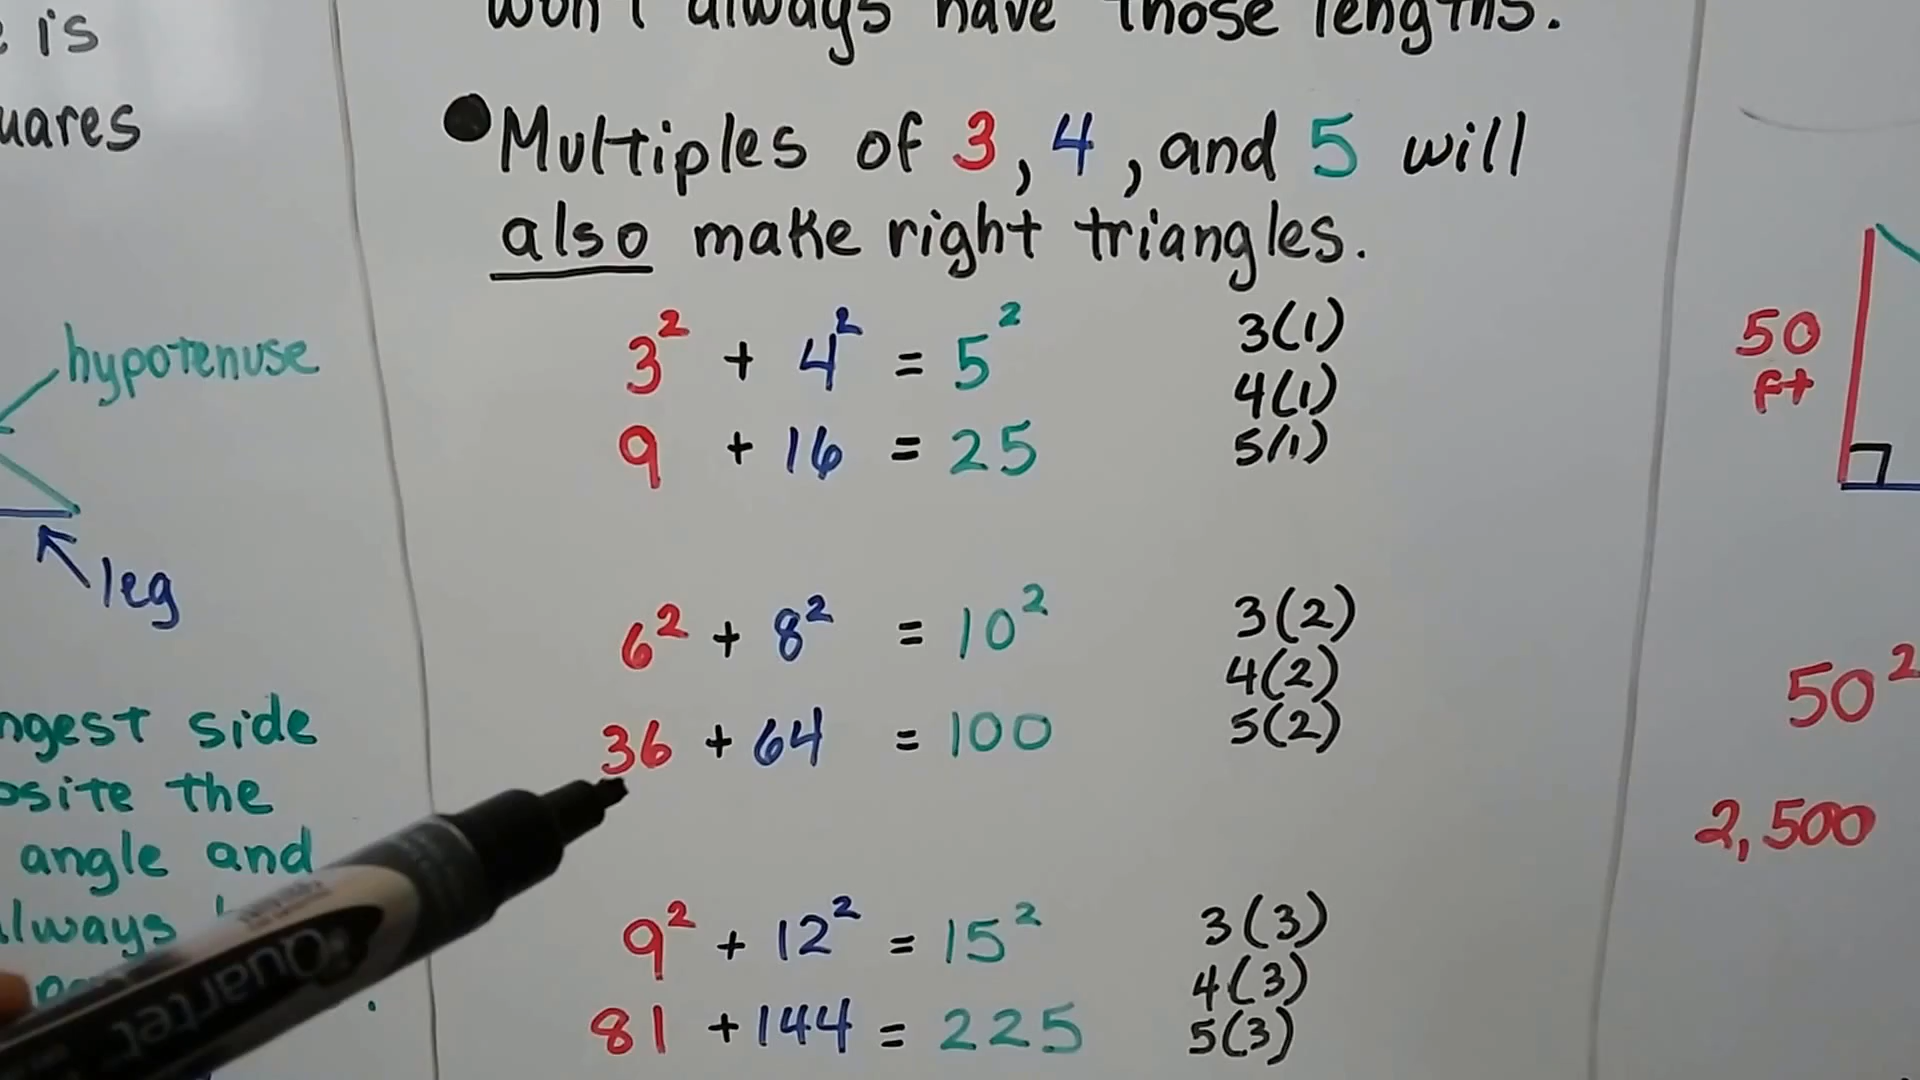 is
uares
hypotenuse
leg
ngest side
osite the
angle and
lways
won't always have those lengths.
●Multiples of 3, 4, and 5 will
also make right triangles.
3² + 4² = 5²
9 + 16 = 25
3(1)
4(1)
5(1)
6² + 8² = 10²
36 + 64 = 100
3(2)
4(2)
5(2)
9² + 12² = 15²
81 + 144 = 225
3(3)
4(3)
5(3)
50
ft
50²
2,500
Quartet